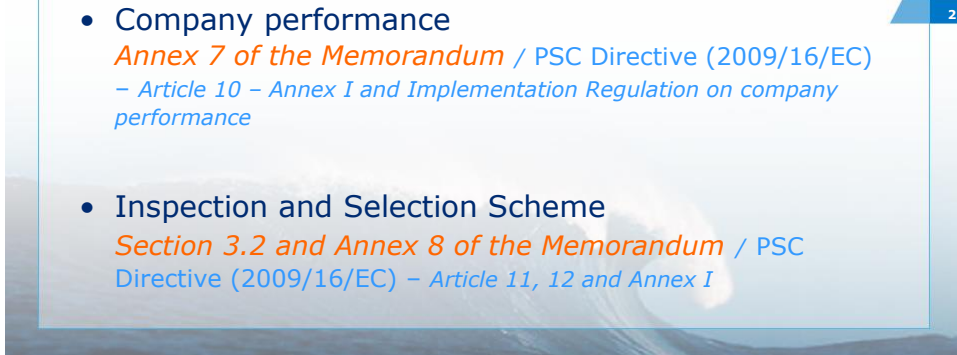 • Company performance
2
Annex 7 of the Memorandum / PSC Directive (2009/16/EC)
– Article 10 – Annex I and Implementation Regulation on company
performance
• Inspection and Selection Scheme
Section 3.2 and Annex 8 of the Memorandum / PSC
Directive (2009/16/EC) – Article 11, 12 and Annex I